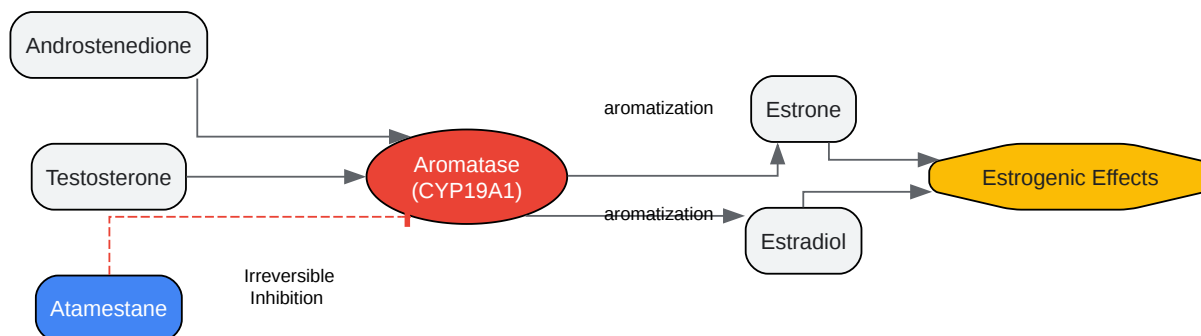 Androstenedione
aromatization
Estrone
Testosterone
Aromatase
(CYP19A1)
Estrogenic Effects
aromatization
Estradiol
Atamestane
Irreversible
Inhibition